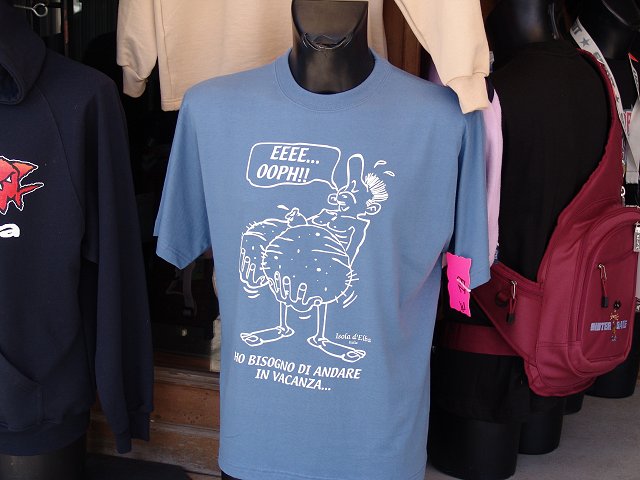 EEEE...
OOPH!!
Isola d'Elba
HO BISOGNO DI ANDARE
IN VACANZA...